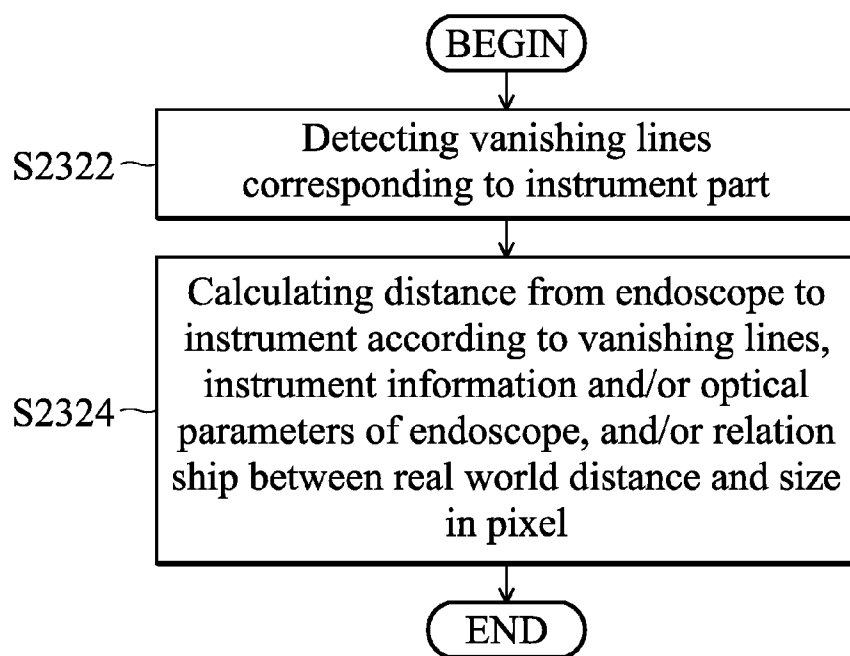 BEGIN
S2322
Detecting vanishing lines
corresponding to instrument part
S2324
Calculating distance from endoscope to
instrument according to vanishing lines,
instrument information and/or optical
parameters of endoscope, and/or relation
ship between real world distance and size
in pixel
END